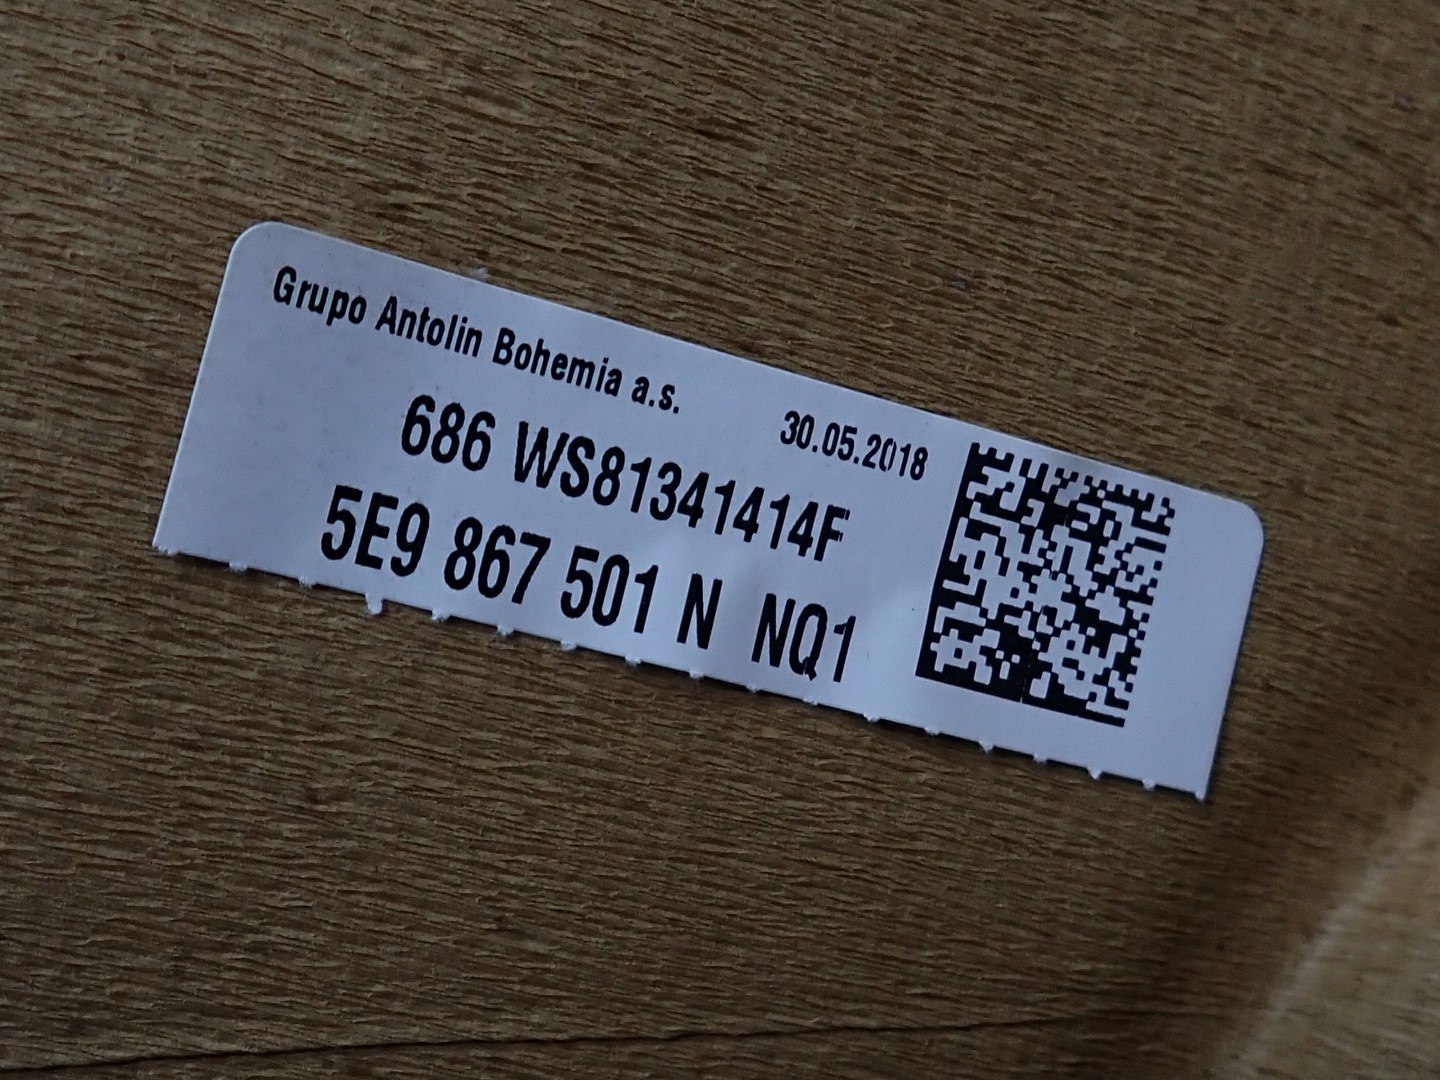 Grupo Antolin Bohemia a.s.
30.05.2018
686 WS81341414F
5E9 867 501 N NQ1